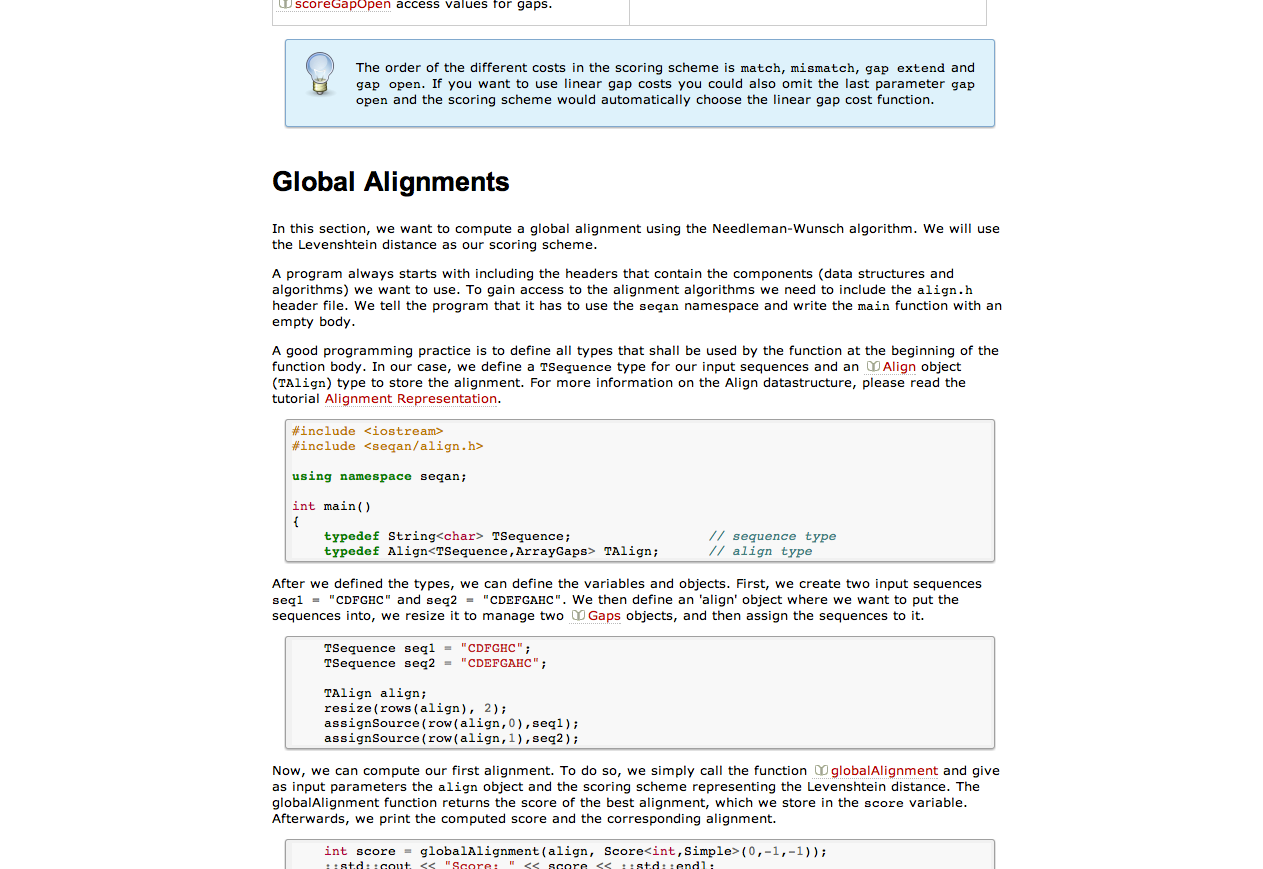 scoreGapOpen access values for gaps.
The order of the different costs in the scoring scheme is match, mismatch, gap extend and
gap open. If you want to use linear gap costs you could also omit the last parameter gap
open and the scoring scheme would automatically choose the linear gap cost function.
Global Alignments
In this section, we want to compute a global alignment using the Needleman-Wunsch algorithm. We will use
the Levenshtein distance as our scoring scheme.
A program always starts with including the headers that contain the components (data structures and
algorithms) we want to use. To gain access to the alignment algorithms we need to include the align.h
header file. We tell the program that it has to use the seqan namespace and write the main function with an
empty body.
A good programming practice is to define all types that shall be used by the function at the beginning of the
function body. In our case, we define a TSequence type for our input sequences and an Align object
(TAlign) type to store the alignment. For more information on the Align datastructure, please read the
tutorial Alignment Representation.
#include <iostream>
#include <seqan/align.h>
using namespace seqan;
int main()
{
    typedef String<char> TSequence;                 // sequence type
    typedef Align<TSequence,ArrayGaps> TAlign;      // align type
After we defined the types, we can define the variables and objects. First, we create two input sequences
seq1 = "CDFGHC" and seq2 = "CDEFGAHC". We then define an 'align' object where we want to put the
sequences into, we resize it to manage two Gaps objects, and then assign the sequences to it.
    TSequence seq1 = "CDFGHC";
    TSequence seq2 = "CDEFGAHC";
    TAlign align;
    resize(rows(align), 2);
    assignSource(row(align,0),seq1);
    assignSource(row(align,1),seq2);
Now, we can compute our first alignment. To do so, we simply call the function globalAlignment and give
as input parameters the align object and the scoring scheme representing the Levenshtein distance. The
globalAlignment function returns the score of the best alignment, which we store in the score variable.
Afterwards, we print the computed score and the corresponding alignment.
    int score = globalAlignment(align, Score<int,Simple>(0,-1,-1));
    ::std::cout << "Score: " << score << ::std::endl;